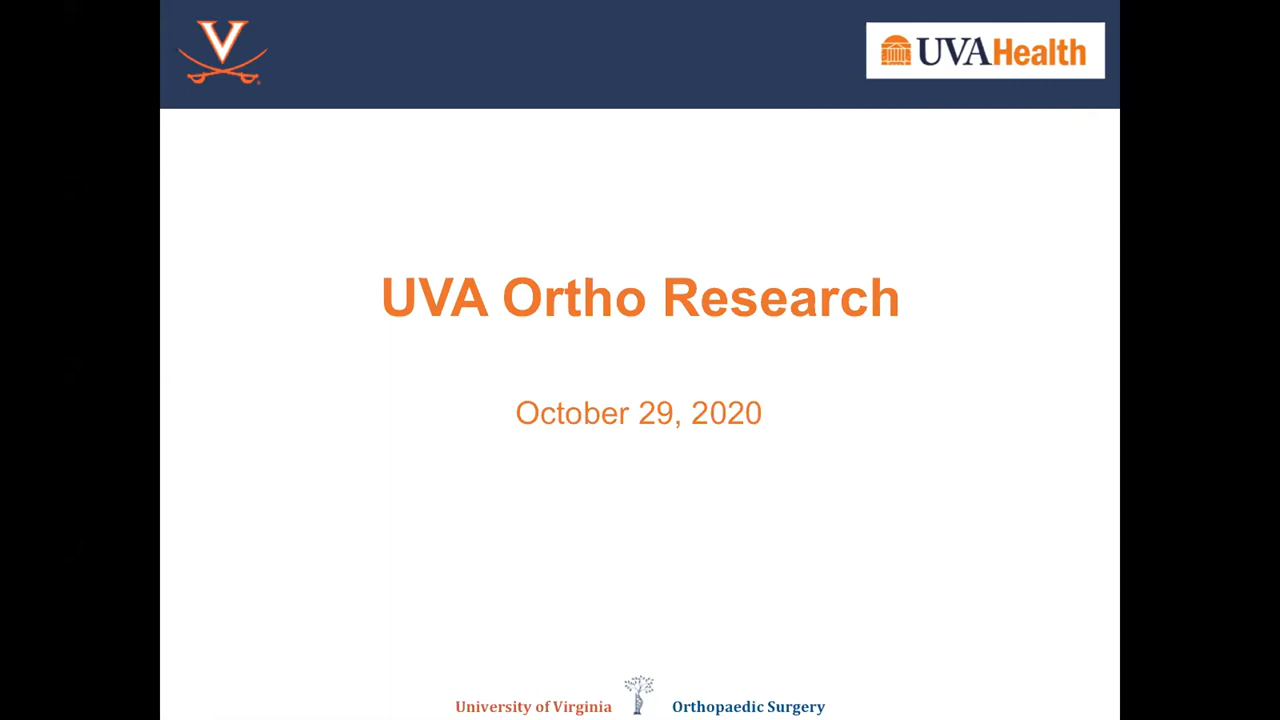 V
UVAHealth
UVA Ortho Research
October 29, 2020
University of Virginia Orthopaedic Surgery